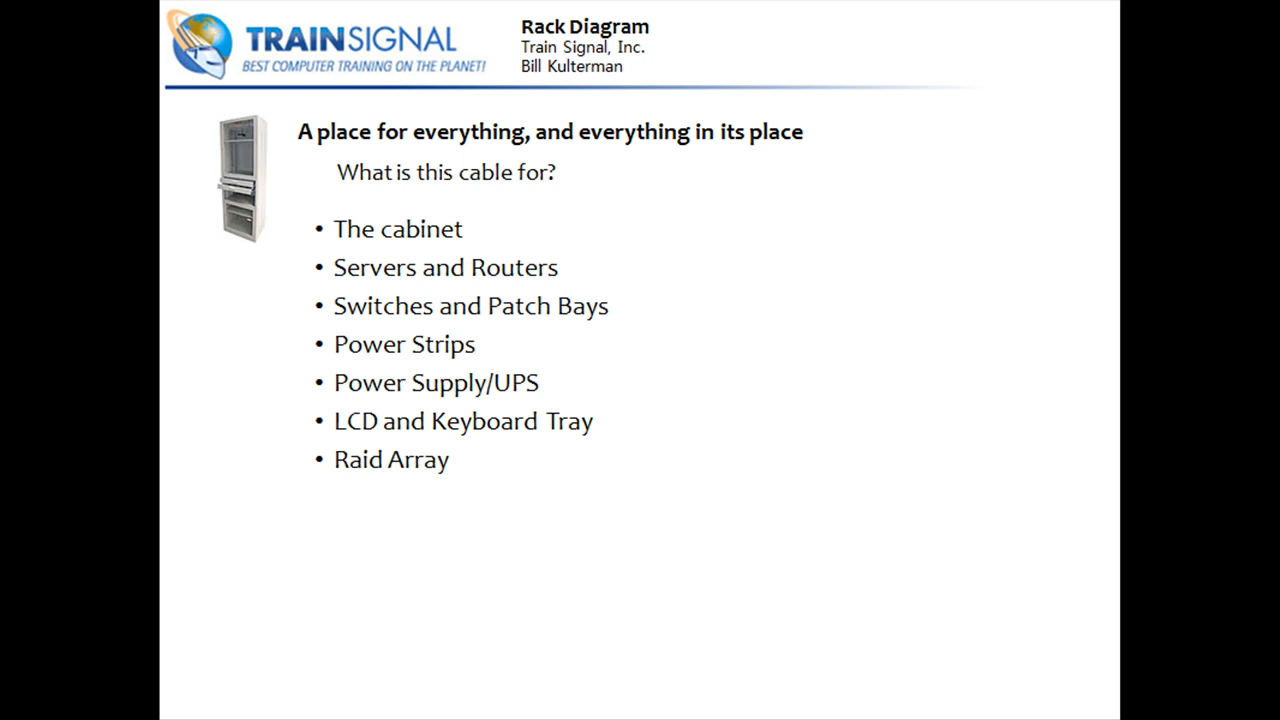 TRAINSIGNAL
BEST COMPUTER TRAINING ON THE PLANET!
Rack Diagram
Train Signal, Inc.
Bill Kulterman
A place for everything, and everything in its place
What is this cable for?
• The cabinet
• Servers and Routers
• Switches and Patch Bays
• Power Strips
• Power Supply/UPS
• LCD and Keyboard Tray
• Raid Array